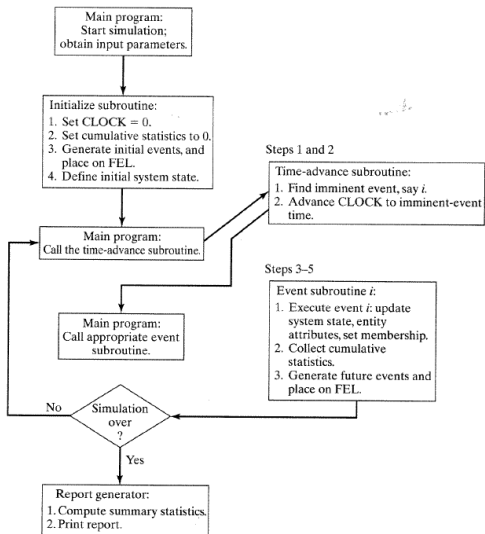 Main program:
Start simulation;
obtain input parameters.
Initialize subroutine:
1. Set CLOCK = 0.
2. Set cumulative statistics to 0.
3. Generate initial events, and
place on FEL.
4. Define initial system state.
Steps 1 and 2
Time-advance subroutine:
1. Find imminent event, say i.
2. Advance CLOCK to imminent-event
time.
Main program:
Call the time-advance subroutine.
Steps 3–5
Event subroutine i:
1. Execute event i: update
system state, entity
attributes, set membership.
2. Collect cumulative
statistics.
3. Generate future events and
place on FEL.
Main program:
Call appropriate event
subroutine.
No
Simulation
over
?
Yes
Report generator:
1. Compute summary statistics.
2. Print report.